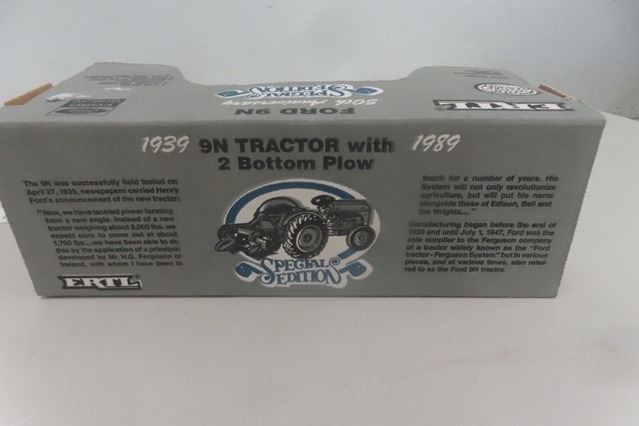 50th Anniversary
SPECIAL EDITION
FORD 9N
ERTL
1939 9N TRACTOR with 1989
2 Bottom Plow
The 9N was successfully field tested on
April 27, 1939, newspapers carried Henry
Ford's announcement of the new tractor:
"Now, we have tackled power farming
from a new angle. Instead of a new
tractor weighing about 3,000 lbs. we
expect ours to come out at about
1,700 lbs....we have been able to do
this by the application of a principle
developed by Mr. H.G. Ferguson of
Ireland, with whom I have been in
ERTL
SPECIAL
EDITION
touch for a number of years. His
System will not only revolutionize
agriculture, but will put his name
alongside those of Edison, Bell and
the Wrights..."
Manufacturing began before the end of
1939 and until July 1, 1947, Ford was the
sole supplier to the Ferguson company
of a tractor widely known as the "Ford
tractor-Ferguson System" but in various
places, and at various times, also refer-
red to as the Ford 9N tractor.